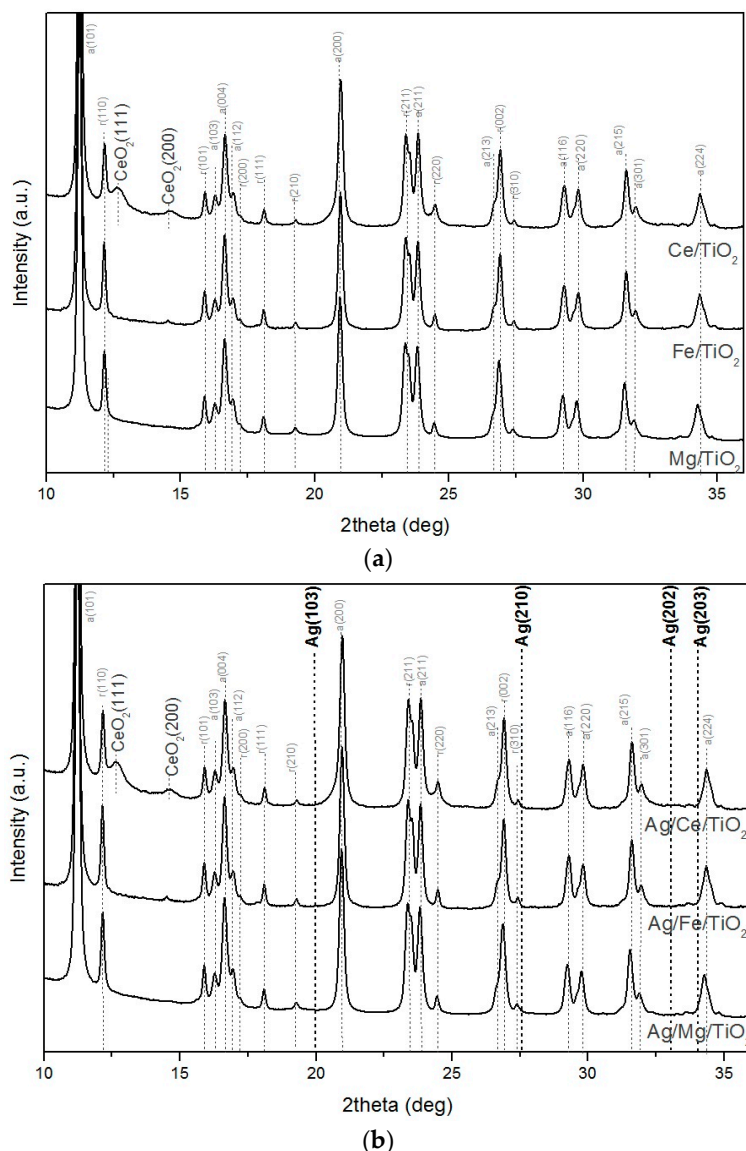 a(101)
r(110)
CeO2(111)
CeO2(200)
r(101)
a(103)
a(004)
a(112)
r(200)
r(111)
r(210)
a(200)
r(211)
a(211)
r(220)
a(213)
r(002)
r(310)
a(116)
a(220)
a(215)
a(301)
a(224)
Ce/TiO2
Fe/TiO2
Mg/TiO2
Intensity (a.u.)
10 15 20 25 30 35
2theta (deg)
(a)
a(101)
r(110)
CeO2(111)
CeO2(200)
r(101)
a(103)
a(004)
a(112)
r(200)
r(111)
r(210)
Ag(103)
a(200)
r(211)
a(211)
r(220)
a(213)
r(002)
r(310)
Ag(210)
a(116)
a(220)
a(215)
a(301)
Ag(202)
Ag(203)
a(224)
Ag/Ce/TiO2
Ag/Fe/TiO2
Ag/Mg/TiO2
Intensity (a.u.)
10 15 20 25 30 35
2theta (deg)
(b)